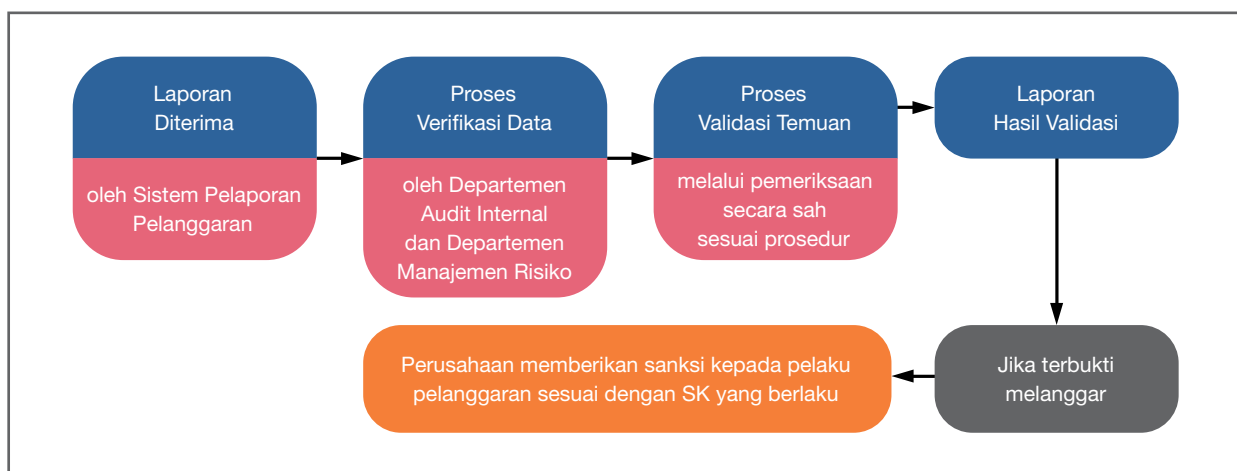 Laporan
Diterima
oleh Sistem Pelaporan
Pelanggaran
Proses
Verifikasi Data
oleh Departemen
Audit Internal
dan Departemen
Manajemen Risiko
Proses
Validasi Temuan
melalui pemeriksaan
secara sah
sesuai prosedur
Laporan
Hasil Validasi
Jika terbukti
melanggar
Perusahaan memberikan sanksi kepada pelaku
pelanggaran sesuai dengan SK yang berlaku